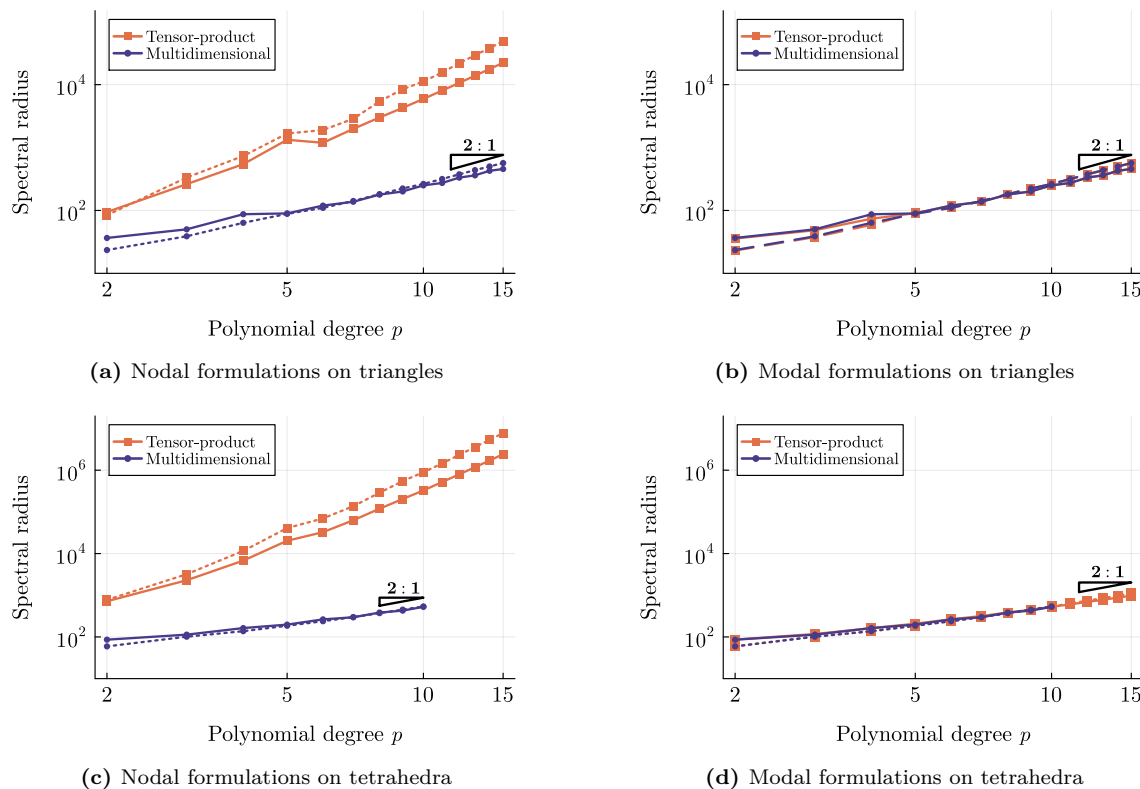 Tensor-product
Multidimensional
10^4
10^2
Spectral radius
2 : 1
2 5 10 15
Polynomial degree p
(a) Nodal formulations on triangles
Tensor-product
Multidimensional
10^4
10^2
Spectral radius
2 : 1
2 5 10 15
Polynomial degree p
(b) Modal formulations on triangles
Tensor-product
Multidimensional
10^6
10^4
10^2
Spectral radius
2 : 1
2 5 10 15
Polynomial degree p
(c) Nodal formulations on tetrahedra
Tensor-product
Multidimensional
10^6
10^4
10^2
Spectral radius
2 : 1
2 5 10 15
Polynomial degree p
(d) Modal formulations on tetrahedra